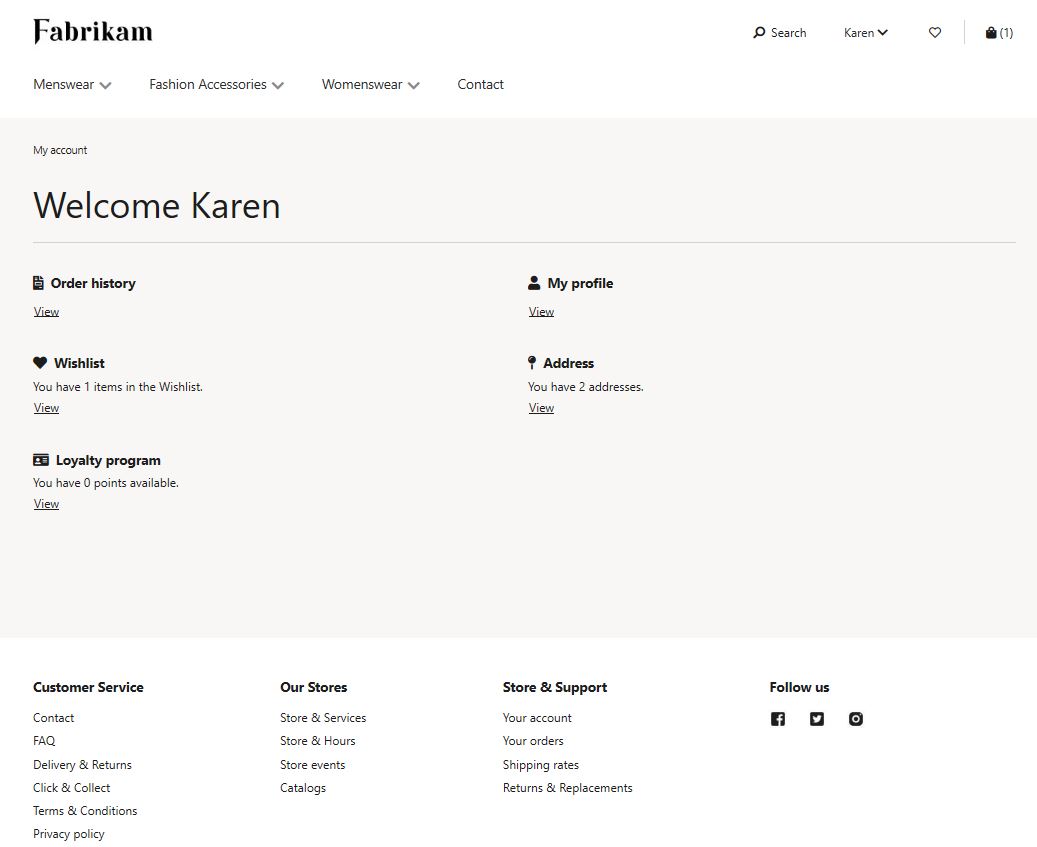 Fabrikam
Search
Karen
(1)
Menswear
Fashion Accessories
Womenswear
Contact
My account
Welcome Karen
Order history
View
My profile
View
Wishlist
You have 1 items in the Wishlist.
View
Address
You have 2 addresses.
View
Loyalty program
You have 0 points available.
View
Customer Service
Contact
FAQ
Delivery & Returns
Click & Collect
Terms & Conditions
Privacy policy
Our Stores
Store & Services
Store & Hours
Store events
Catalogs
Store & Support
Your account
Your orders
Shipping rates
Returns & Replacements
Follow us